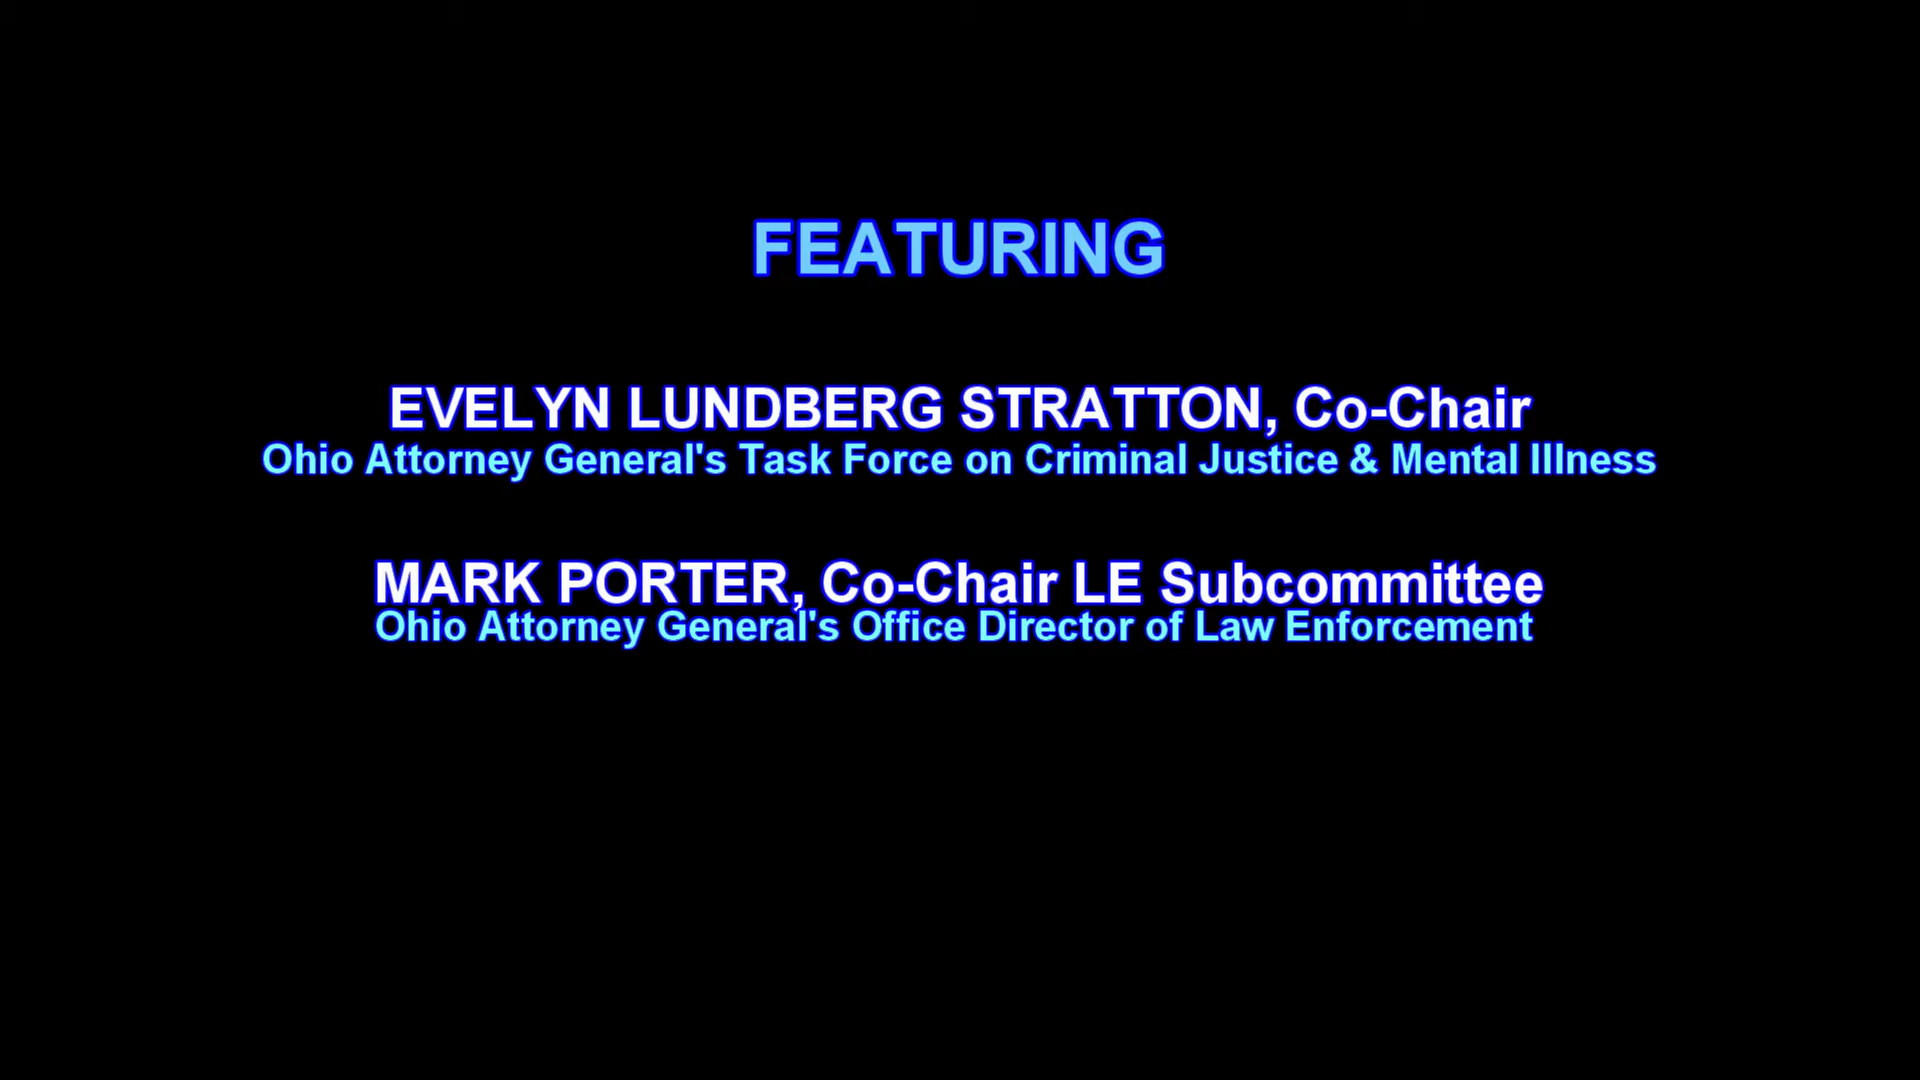 FEATURING
EVELYN LUNDBERG STRATTON, Co-Chair
Ohio Attorney General's Task Force on Criminal Justice & Mental Illness
MARK PORTER, Co-Chair LE Subcommittee
Ohio Attorney General's Office Director of Law Enforcement